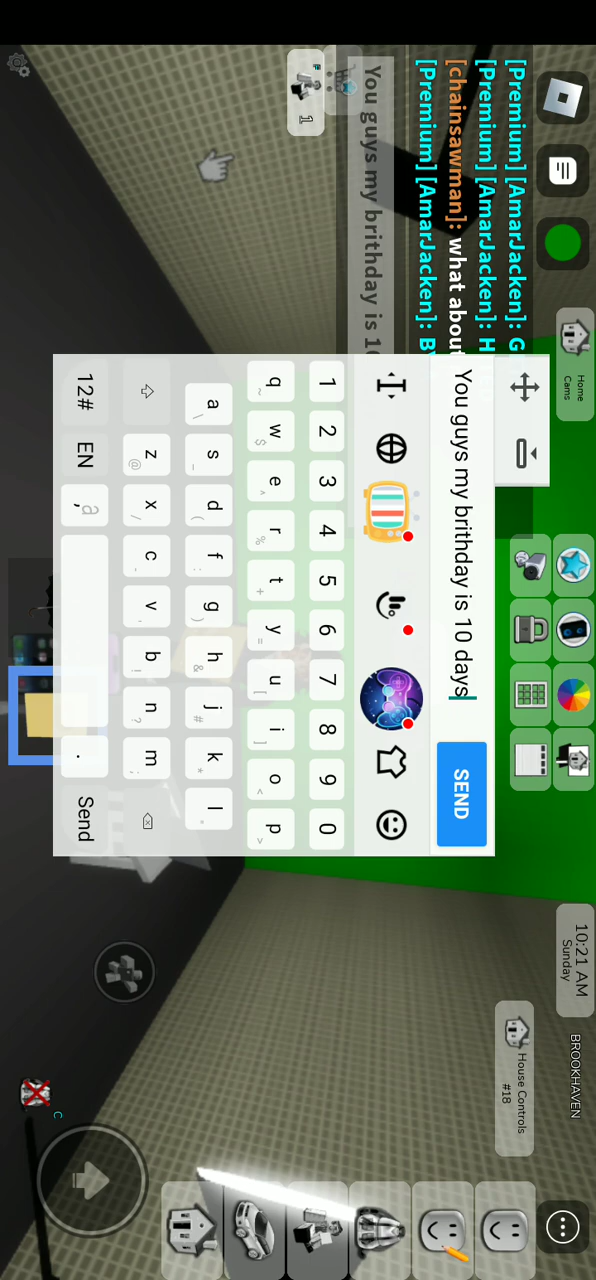 [Premium] [AmarJacken]: G
[Premium] [AmarJacken]: H
[chainsawman]: what about
[Premium] [AmarJacken]: B
You guys my brithday is 10
1
Home
Cams
You guys my brithday is 10 days
SEND
1 2 3 4 5 6 7 8 9 0
q w e r t y u i o p
~ $ ^ % + = [ ] < >
a s d f g h j k l
\ _ ( : ) & # * "
z x c v b n m
@ / - ' ! ?
12# EN , . Send
10:21 AM
Sunday
BROOKHAVEN
House Controls
#18
C